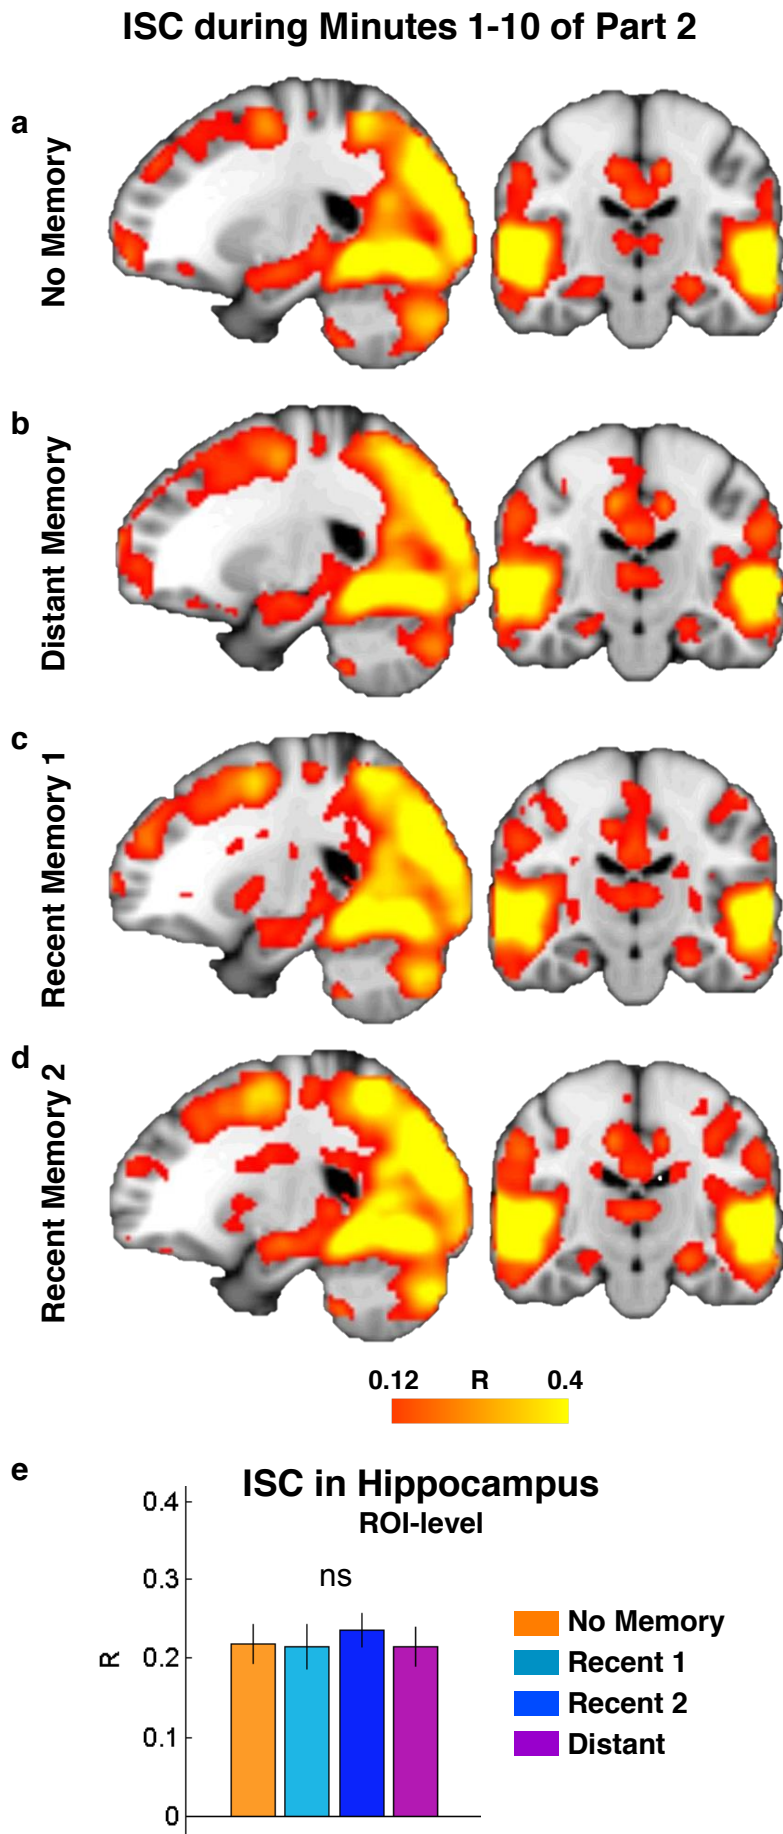 ISC during Minutes 1-10 of Part 2
a
No Memory
b
Distant Memory
c
Recent Memory 1
d
Recent Memory 2
0.12 R 0.4
e
ISC in Hippocampus
ROI-level
0.4
0.3
0.2
0.1
0
R
ns
No Memory
Recent 1
Recent 2
Distant